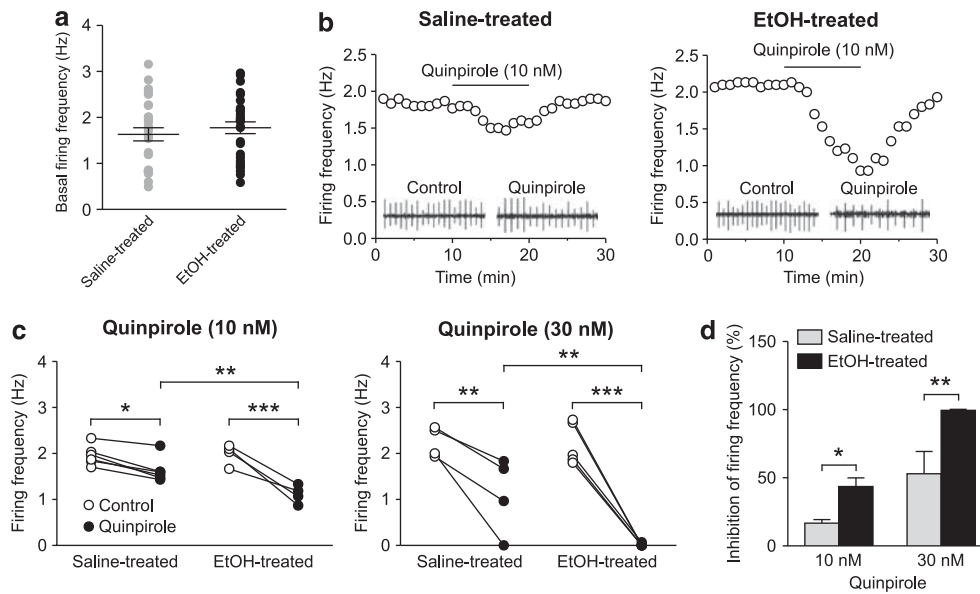 a
Basal firing frequency (Hz)
4
3
2
1
0
Saline-treated
EtOH-treated
b
Saline-treated
Firing frequency (Hz)
2.5
2.0
1.5
1.0
0.5
0.0
Quinpirole (10 nM)
Control
Quinpirole
0
10
20
30
Time (min)
EtOH-treated
Firing frequency (Hz)
2.5
2.0
1.5
1.0
0.5
0.0
Quinpirole (10 nM)
Control
Quinpirole
0
10
20
30
Time (min)
c
Quinpirole (10 nM)
Firing frequency (Hz)
4
3
2
1
0
**
*
***
Control
Quinpirole
Saline-treated
EtOH-treated
Quinpirole (30 nM)
Firing frequency (Hz)
4
3
2
1
0
**
**
***
Saline-treated
EtOH-treated
d
Inhibition of firing frequency (%)
150
100
50
0
Saline-treated
EtOH-treated
*
**
10 nM
30 nM
Quinpirole